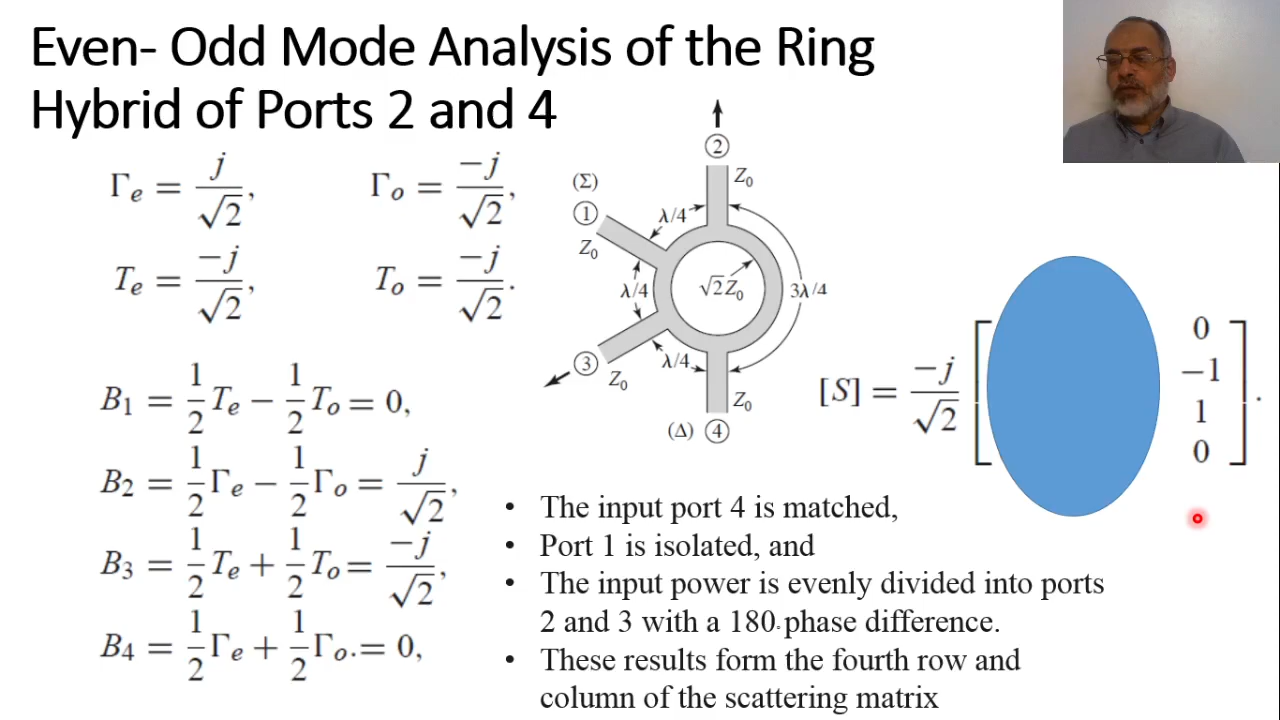 Even- Odd Mode Analysis of the Ring
Hybrid of Ports 2 and 4
Γe = j/√2,
Γo = −j/√2,
Te = −j/√2,
To = −j/√2.
B1 = 1/2 Te − 1/2 To = 0,
B2 = 1/2 Γe − 1/2 Γo = j/√2,
B3 = 1/2 Te + 1/2 To = −j/√2,
B4 = 1/2 Γe + 1/2 Γo. = 0,
2
Z0
(Σ)
1
λ/4
Z0
λ/4
√2Z0
3λ/4
3
Z0
λ/4
Z0
(Δ) 4
[S] = −j/√2 [
0
−1
1
0
] .
• The input port 4 is matched,
• Port 1 is isolated, and
• The input power is evenly divided into ports
2 and 3 with a 180 phase difference.
• These results form the fourth row and
column of the scattering matrix